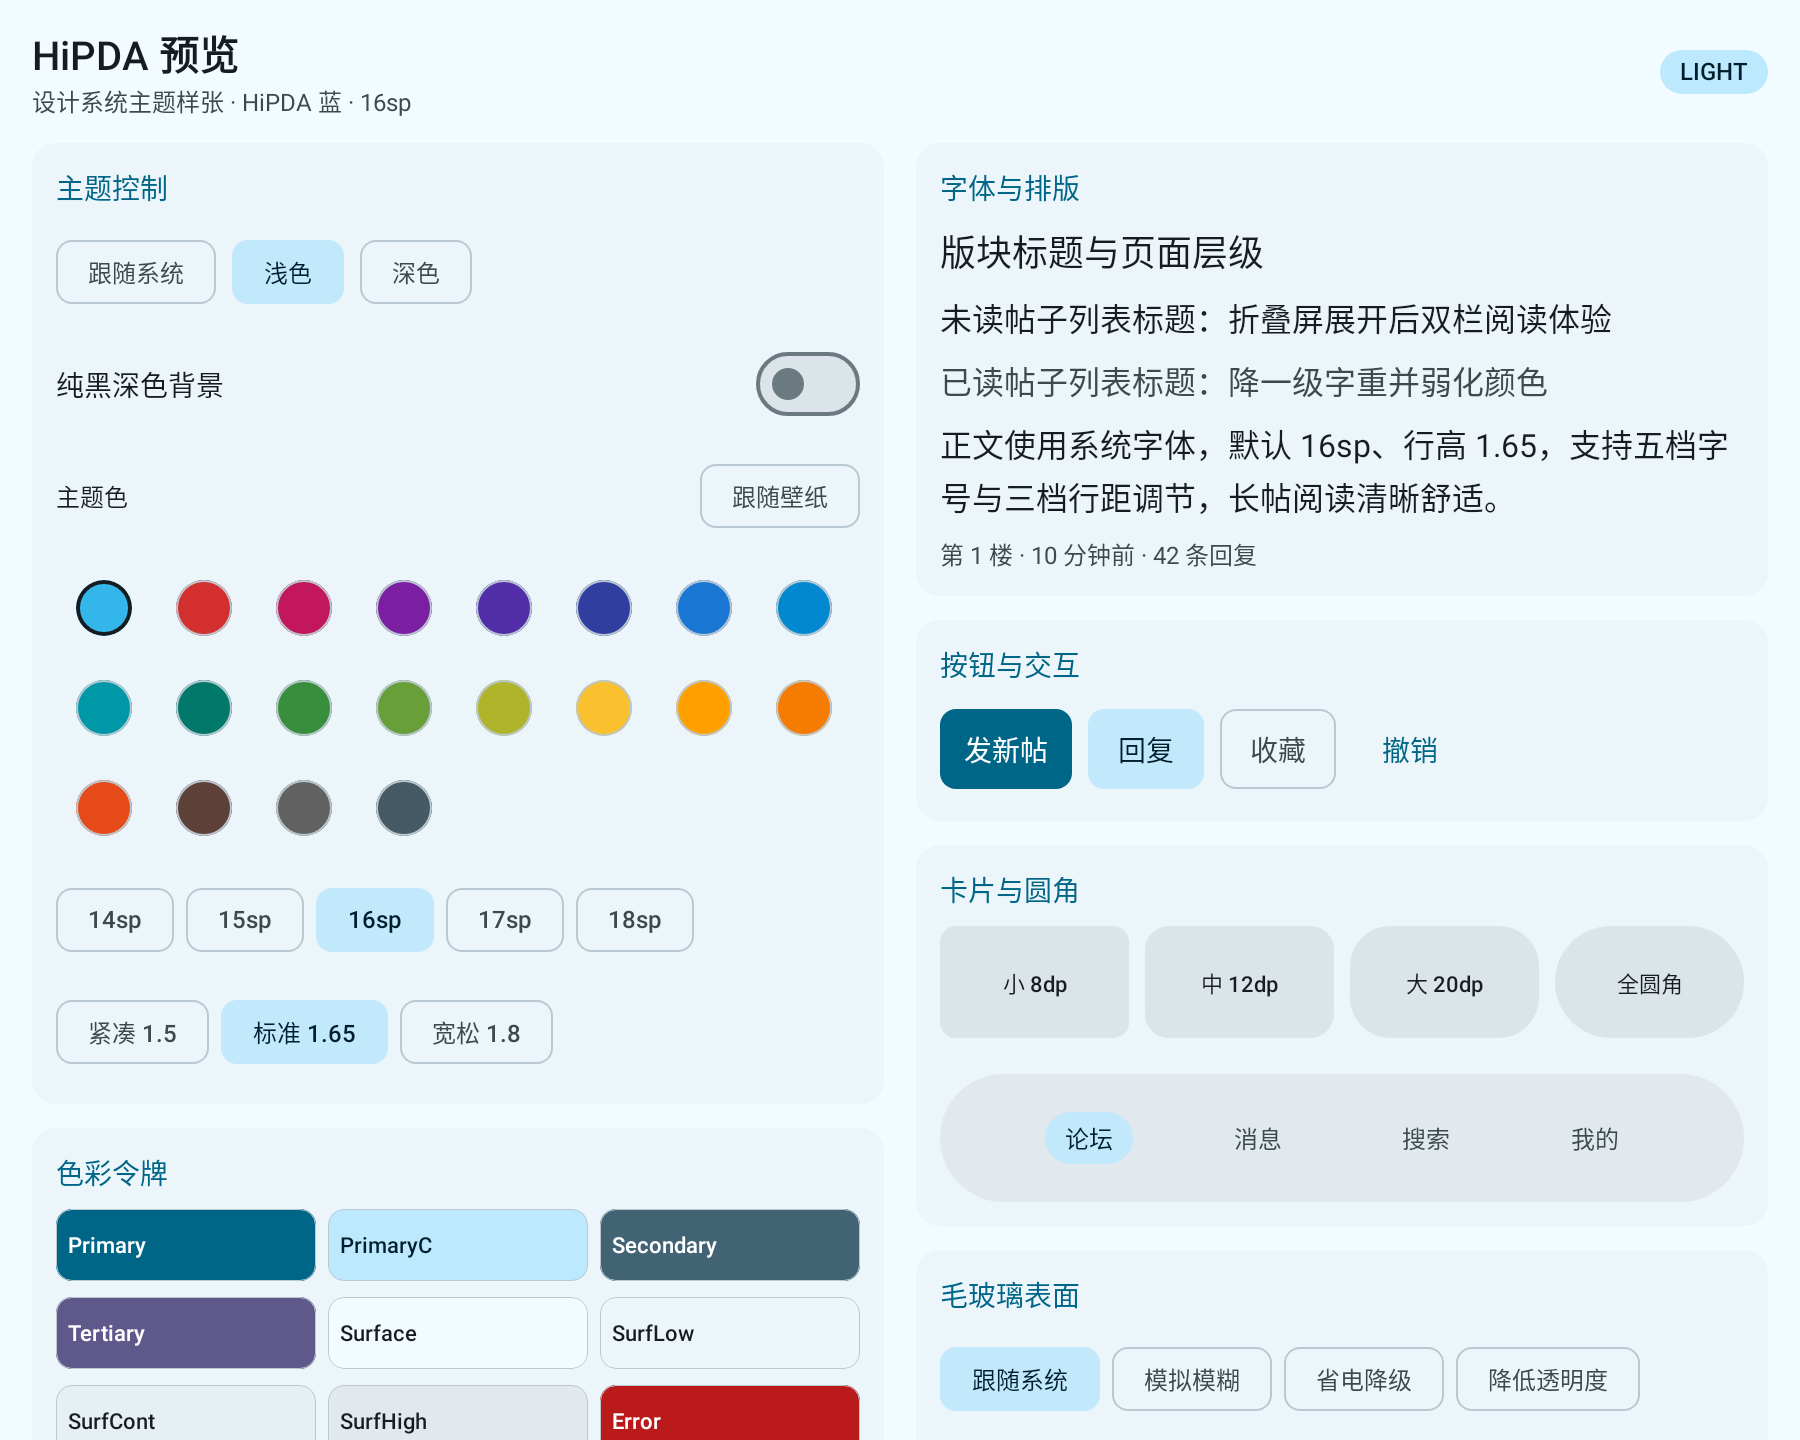 HiPDA 预览
设计系统主题样张 · HiPDA 蓝 · 16sp
LIGHT
主题控制
跟随系统
浅色
深色
纯黑深色背景
主题色
跟随壁纸
14sp
15sp
16sp
17sp
18sp
紧凑 1.5
标准 1.65
宽松 1.8
色彩令牌
Primary
PrimaryC
Secondary
Tertiary
Surface
SurfLow
SurfCont
SurfHigh
Error
字体与排版
版块标题与页面层级
未读帖子列表标题：折叠屏展开后双栏阅读体验
已读帖子列表标题：降一级字重并弱化颜色
正文使用系统字体，默认 16sp、行高 1.65，支持五档字
号与三档行距调节，长帖阅读清晰舒适。
第 1 楼 · 10 分钟前 · 42 条回复
按钮与交互
发新帖
回复
收藏
撤销
卡片与圆角
小 8dp
中 12dp
大 20dp
全圆角
论坛
消息
搜索
我的
毛玻璃表面
跟随系统
模拟模糊
省电降级
降低透明度